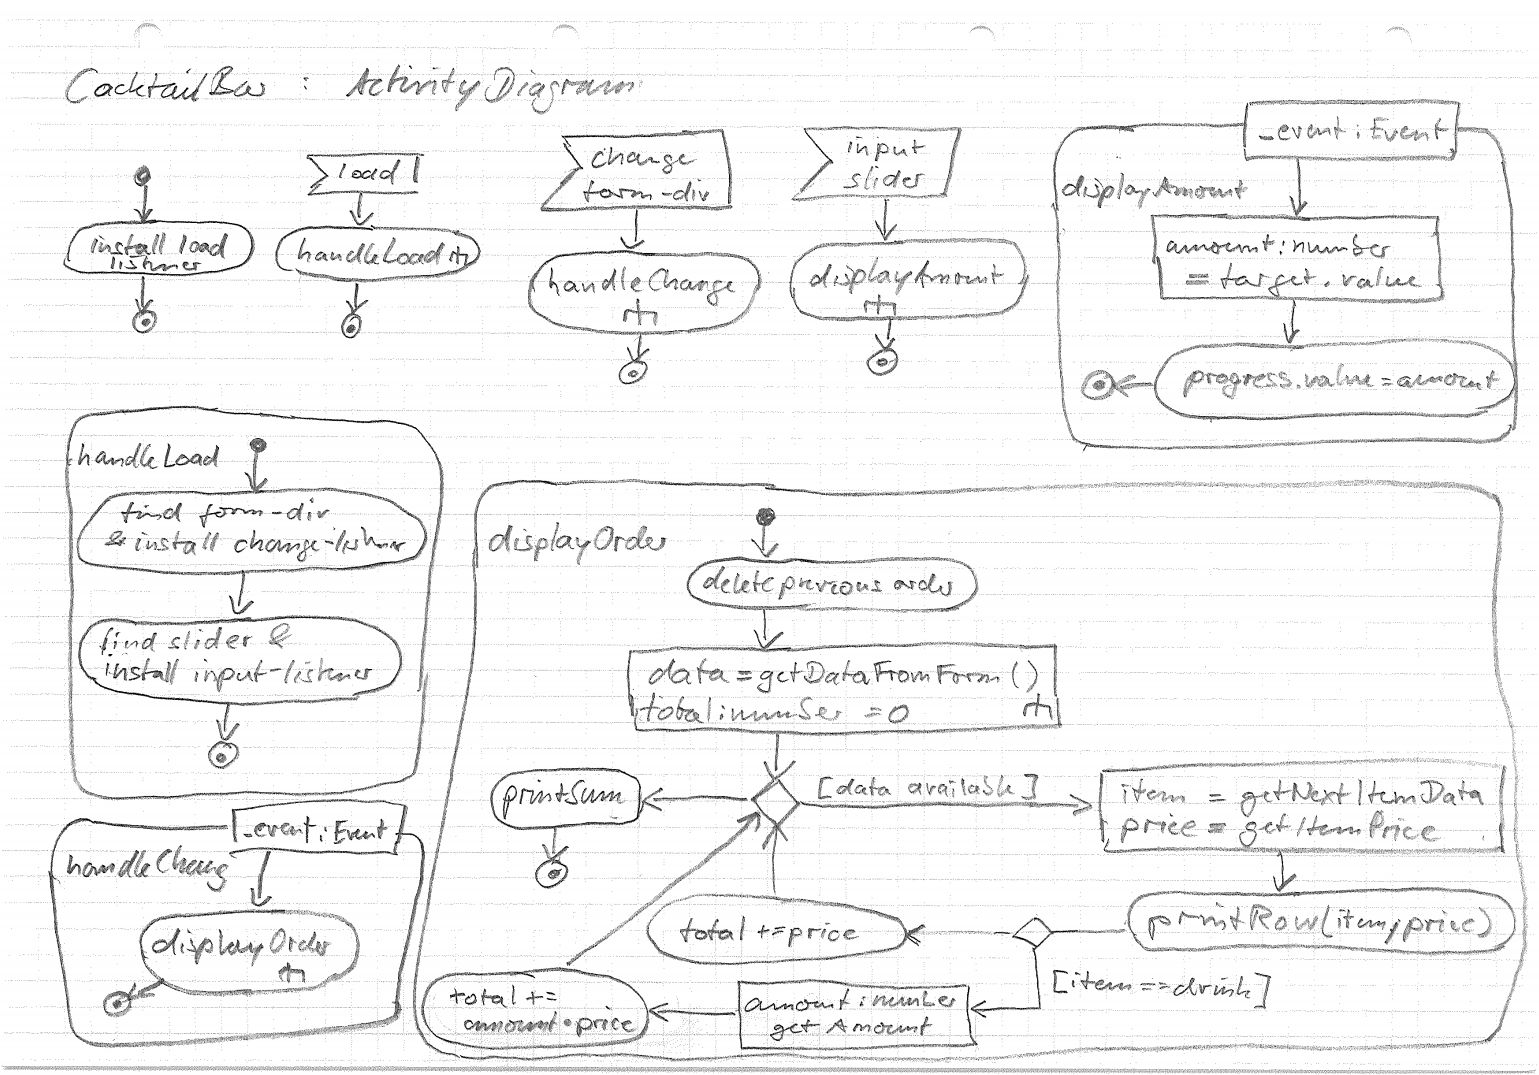 CocktailBar : ActivityDiagram
load
change
form-div
input
slider
_event : Event
displayAmount
install load
listener
handleLoad
handleChange
displayAmount
amount : number
= target.value
progress.value = amount
handleLoad
find form-div
& install change-listener
find slider &
install input-listener
displayOrder
delete previous order
data = getDataFromForm ()
total : number = 0
printSum
[data available]
item = getNextItemData
price = getItemPrice
_event : Event
handleChang
displayOrder
total += price
printRow(item, price)
[item == drink]
total +=
amount * price
amount : number
get Amount